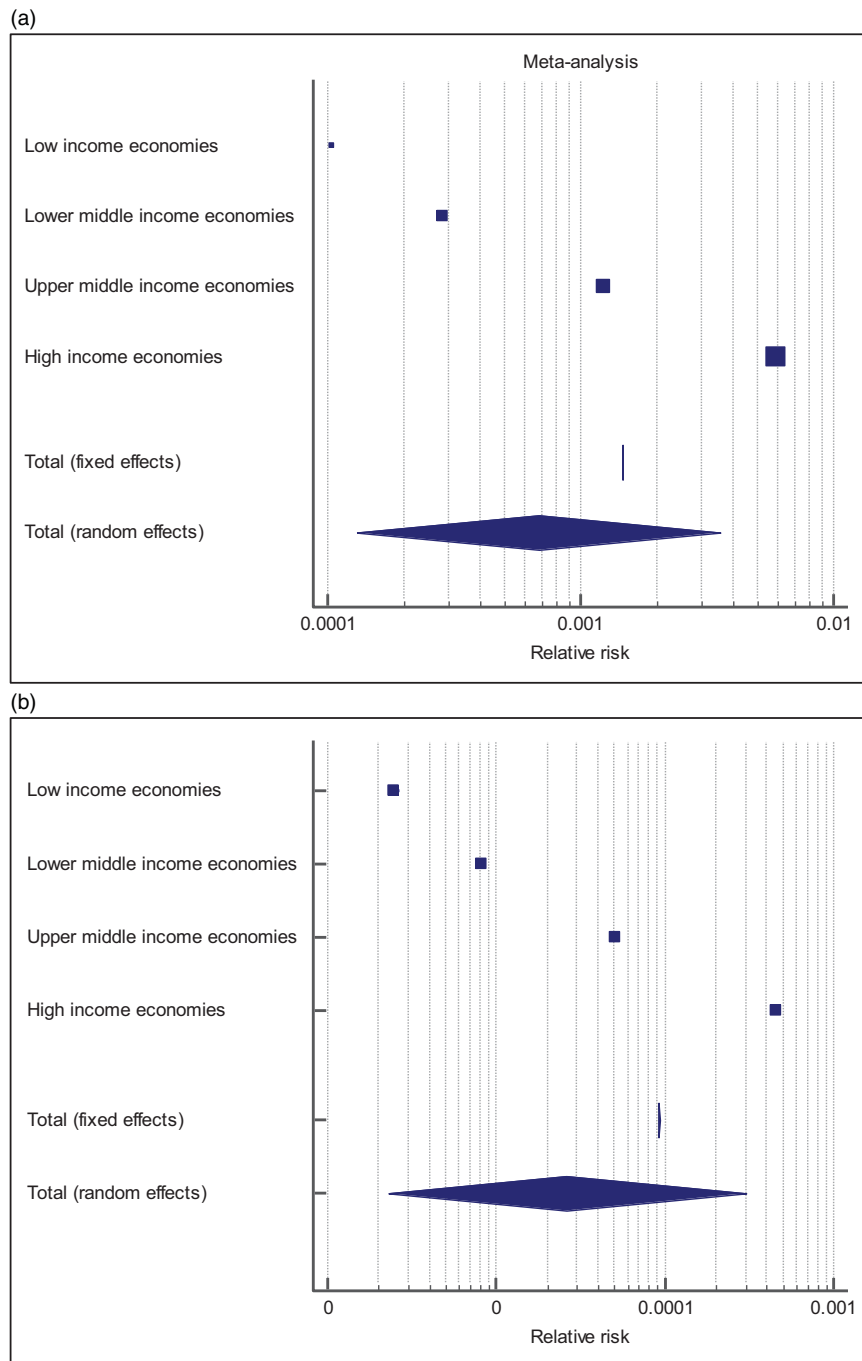 (a)
Meta-analysis
Low income economies
Lower middle income economies
Upper middle income economies
High income economies
Total (fixed effects)
Total (random effects)
0.0001 0.001 0.01
Relative risk
(b)
Low income economies
Lower middle income economies
Upper middle income economies
High income economies
Total (fixed effects)
Total (random effects)
0 0 0.0001 0.001
Relative risk